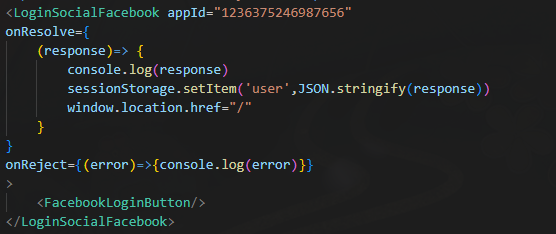 <LoginSocialFacebook appId="1236375246987656"
onResolve={
    (response)=> {
        console.log(response)
        sessionStorage.setItem('user',JSON.stringify(response))
        window.location.href="/"
    }
}
onReject={(error)=>{console.log(error)}}
>
    <FacebookLoginButton/>
</LoginSocialFacebook>